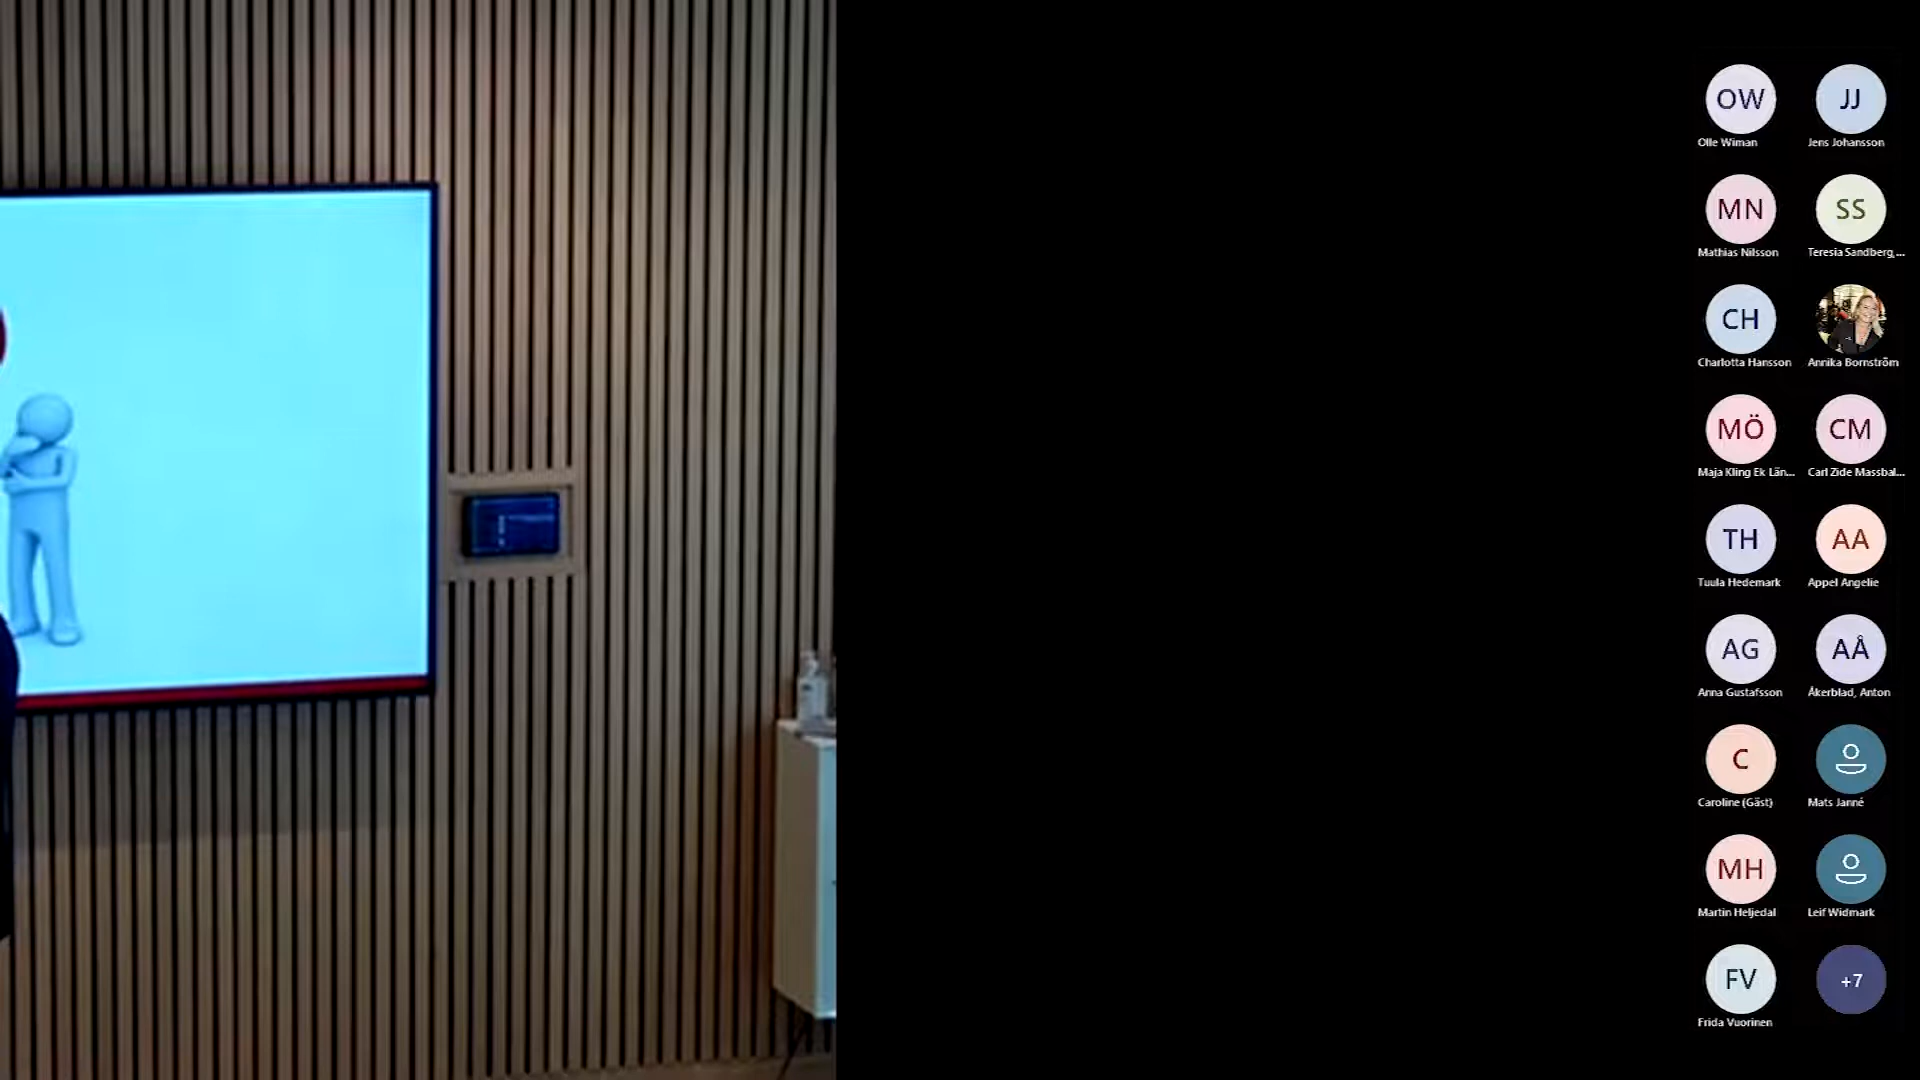 OW
JJ
Olle Wiman
Jens Johansson
MN
SS
Mathias Nilsson
Teresia Sandberg,...
CH
Charlotta Hansson
Annika Bornström
MÖ
CM
Maja Kling Ek Län...
Carl Zide Massbal...
TH
AA
Tuula Hedemark
Appel Angelie
AG
AÅ
Anna Gustafsson
Åkerblad, Anton
C
Caroline (Gäst)
Mats Janné
MH
Martin Heljedal
Leif Widmark
FV
+7
Frida Vuorinen